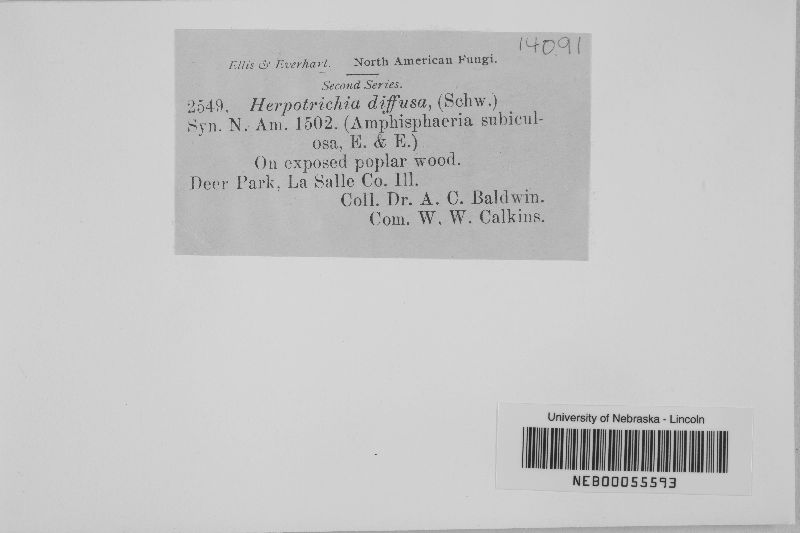 14091
Ellis & Everhart. North American Fungi.
Second Series.
2549. Herpotrichia diffusa, (Schw.)
Syn. N. Am. 1502. (Amphisphaeria subicul-
osa, E. & E.)
On exposed poplar wood.
Deer Park, La Salle Co. Ill.
Coll. Dr. A. C. Baldwin.
Com. W. W. Calkins.
University of Nebraska - Lincoln
NEB00055593